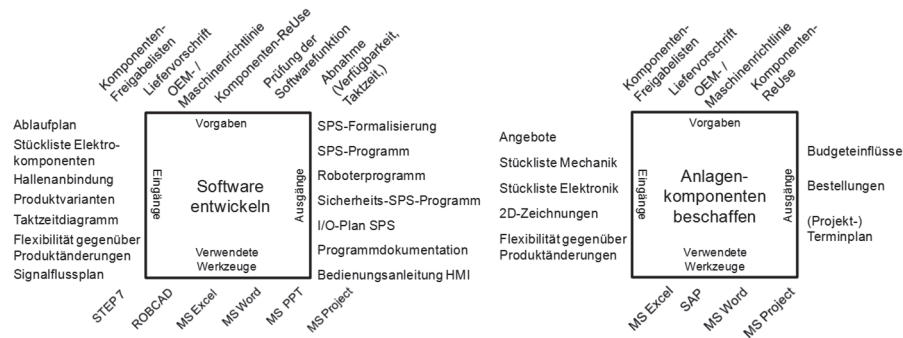 Komponenten-
Freigabelisten
Liefervorschrift
OEM- /
Maschinenrichtlinie
Komponenten-ReUse
Prüfung der
Softwarefunktion
Abnahme
(Verfügbarkeit,
Taktzeit,)
Vorgaben
Ablaufplan
Stückliste Elektro-
komponenten
Hallenanbindung
Produktvarianten
Taktzeitdiagramm
Flexibilität gegenüber
Produktänderungen
Signalflussplan
Eingänge
Software
entwickeln
Ausgänge
SPS-Formalisierung
SPS-Programm
Roboterprogramm
Sicherheits-SPS-Programm
I/O-Plan SPS
Programmdokumentation
Bedienungsanleitung HMI
Verwendete
Werkzeuge
STEP 7
ROBCAD
MS Excel
MS Word
MS PPT
MS Project
Komponenten-
Freigabelisten
Liefervorschrift
OEM- /
Maschinenrichtlinie
Komponenten-
ReUse
Vorgaben
Angebote
Stückliste Mechanik
Stückliste Elektronik
2D-Zeichnungen
Flexibilität gegenüber
Produktänderungen
Eingänge
Anlagen-
komponenten
beschaffen
Ausgänge
Budgeteinflüsse
Bestellungen
(Projekt-)
Terminplan
Verwendete
Werkzeuge
MS Excel
SAP
MS Word
MS Project